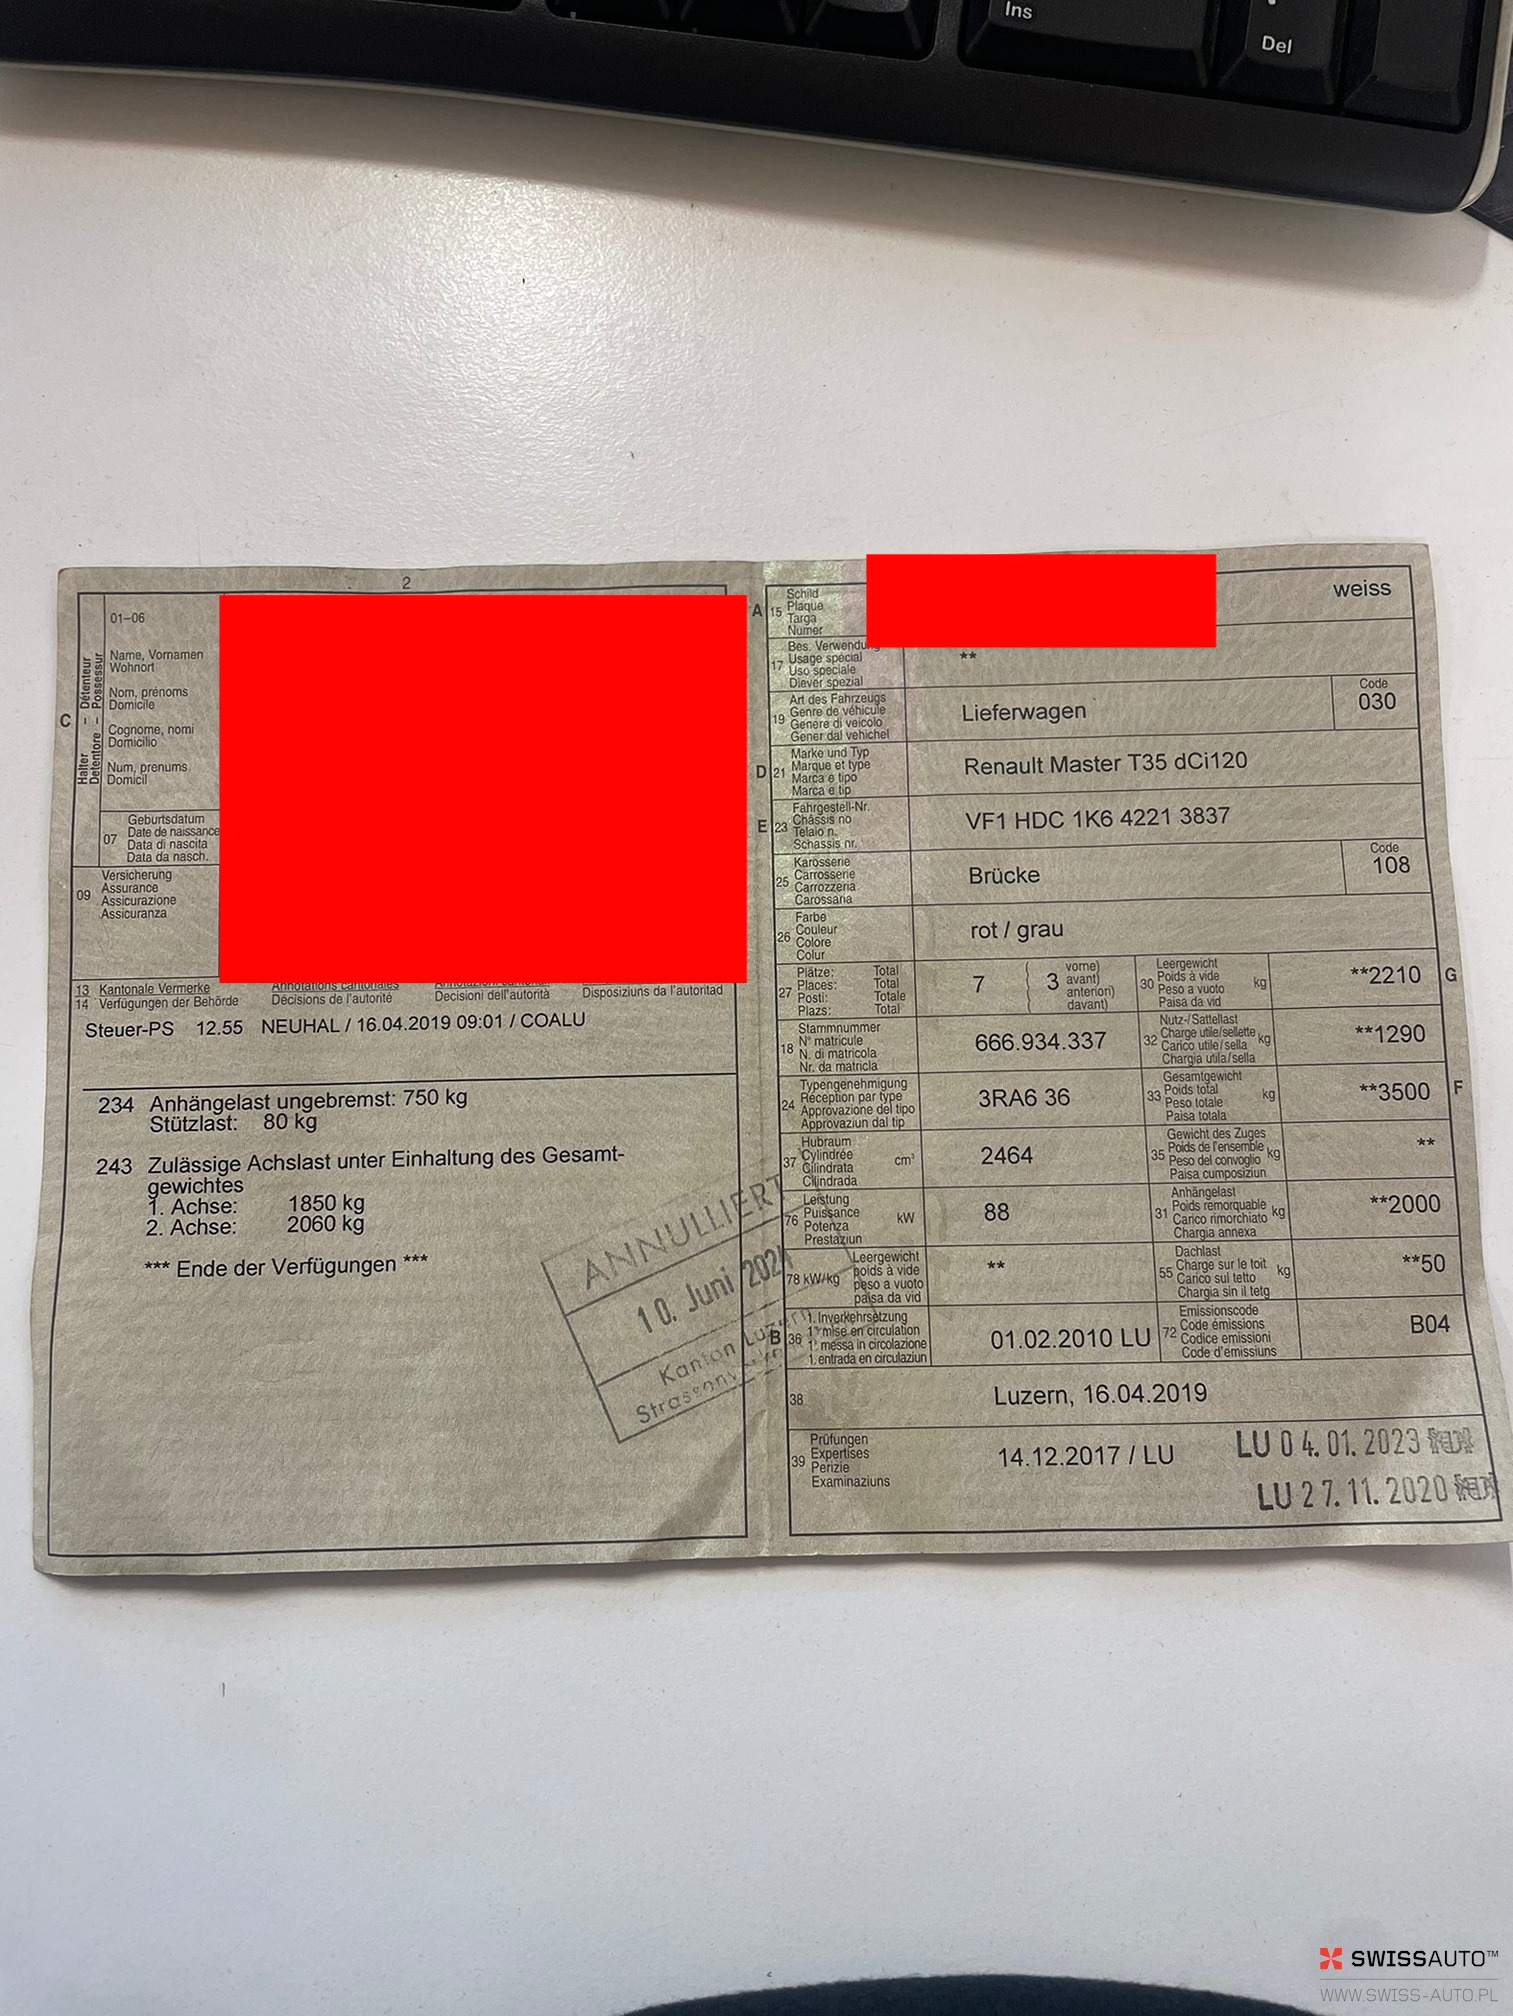 Ins
Del
2
01–06
Halter – Détenteur
Detentore – Possessur
C
Name, Vornamen
Wohnort
Nom, prénoms
Domicile
Cognome, nomi
Domicilio
Num, prenums
Domicil
07
Geburtsdatum
Date de naissance
Data di nascita
Data da nasch.
09
Versicherung
Assurance
Assicurazione
Assicuranza
13 Kantonale Vermerke Annotations cantonales
14 Verfügungen der Behörde Décisions de l'autorité Decisioni dell'autorità Disposiziuns da l'autoritad
Steuer-PS 12.55 NEUHAL / 16.04.2019 09:01 / COALU
234 Anhängelast ungebremst: 750 kg
Stützlast: 80 kg
243 Zulässige Achslast unter Einhaltung des Gesamt-
gewichtes
1. Achse: 1850 kg
2. Achse: 2060 kg
*** Ende der Verfügungen ***
ANNULLIERT
10. Juni 2024
Kanton Luzern
A 15
Schild
Plaque
Targa
Numer
weiss
17
Bes. Verwendung
Usage spécial
Uso speciale
Diever spezial
**
19
Art des Fahrzeugs
Genre de véhicule
Genere di veicolo
Gener dal vehichel
Lieferwagen
Code
030
D 21
Marke und Typ
Marque et type
Marca e tipo
Marca e tip
Renault Master T35 dCi120
E 23
Fahrgestell-Nr.
Châssis no
Telaio n.
Schassis nr.
VF1 HDC 1K6 4221 3837
25
Karosserie
Carrosserie
Carrozzeria
Carossaria
Brücke
Code
108
26
Farbe
Couleur
Colore
Colur
rot / grau
27
Plätze: Total
Places: Total
Posti: Totale
Plazs: Total
7 ( 3
vorne)
avant)
anteriori)
davant)
30
Leergewicht
Poids à vide
Peso a vuoto
Paisa da vid
kg
**2210
G
18
Stammnummer
N° matricule
N. di matricola
Nr. da matricla
666.934.337
32
Nutz-/Sattellast
Charge utile/sellette
Carico utile/sella
Chargia utila/sella
kg
**1290
24
Typengenehmigung
Réception par type
Approvazione del tipo
Approvaziun dal tip
3RA6 36
33
Gesamtgewicht
Poids total
Peso totale
Paisa totala
kg
**3500
F
37
Hubraum
Cylindrée
Cilindrata
Cilindrada
cm³
2464
35
Gewicht des Zuges
Poids de l'ensemble
Peso del convoglio
Paisa cumposiziun
kg
**
76
Leistung
Puissance
Potenza
Prestaziun
kW
88
31
Anhängelast
Poids remorquable
Carico rimorchiato
Chargia annexa
kg
**2000
78 kW/kg
Leergewicht
poids à vide
peso a vuoto
paisa da vid
**
55
Dachlast
Charge sur le toit
Carico sul tetto
Chargia sin il tetg
kg
**50
B 36
1. Inverkehrsetzung
1re mise en circulation
1a messa in circolazione
1. entrada en circulaziun
01.02.2010 LU
72
Emissionscode
Code émissions
Codice emissioni
Code d'emissiuns
B04
38
Luzern, 16.04.2019
39
Prüfungen
Expertises
Perizie
Examinaziuns
14.12.2017 / LU
LU 04.01.2023
LU 27.11.2020
SWISSAUTO™
WWW.SWISS-AUTO.PL